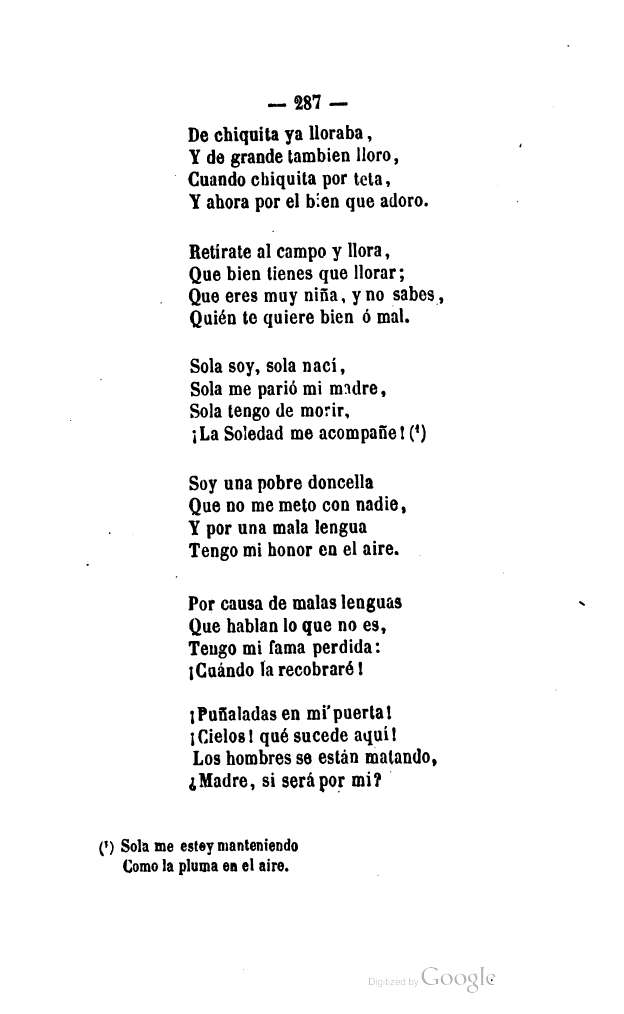 — 287 —
De chiquita ya lloraba,
Y de grande tambien lloro,
Cuando chiquita por teta,
Y ahora por el bien que adoro.
Retírate al campo y llora,
Que bien tienes que llorar;
Que eres muy niña, y no sabes,
Quién te quiere bien ó mal.
Sola soy, sola nací,
Sola me parió mi madre,
Sola tengo de morir,
¡La Soledad me acompañe! (¹)
Soy una pobre doncella
Que no me meto con nadie,
Y por una mala lengua
Tengo mi honor en el aire.
Por causa de malas lenguas
Que hablan lo que no es,
Tengo mi fama perdida:
¡Cuándo la recobraré!
¡Puñaladas en mi puerta!
¡Cielos! qué sucede aquí!
Los hombres se están matando,
¿Madre, si será por mi?
(¹) Sola me estoy manteniendo
Como la pluma en el aire.
Digitized by Google